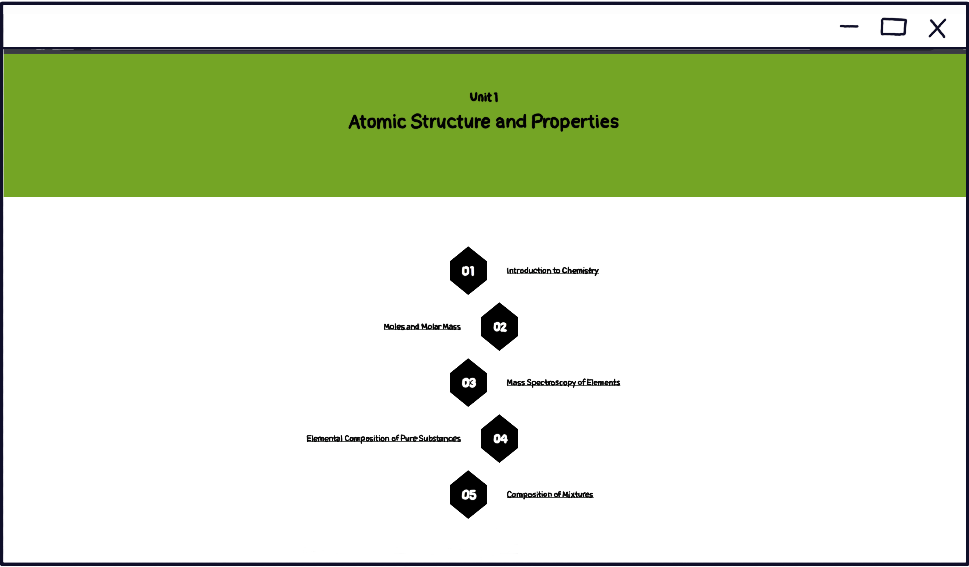 Unit 1
Atomic Structure and Properties
01 Introduction to Chemistry
Moles and Molar Mass 02
03 Mass Spectroscopy of Elements
Elemental Composition of Pure Substances 04
05 Composition of Mixtures